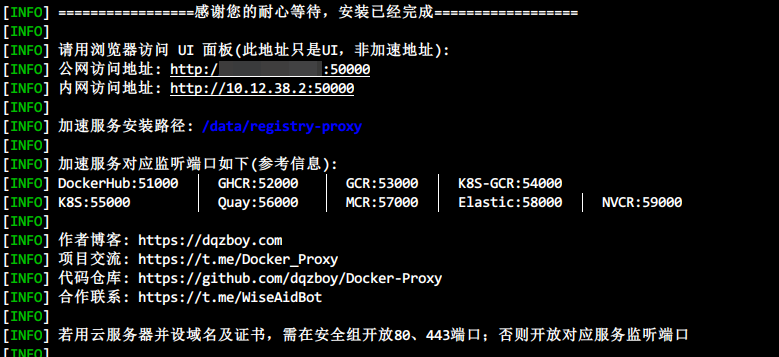 [INFO] =================感谢您的耐心等待，安装已经完成==================
[INFO]
[INFO] 请用浏览器访问 UI 面板(此地址只是UI，非加速地址):
[INFO] 公网访问地址: http:/ :50000
[INFO] 内网访问地址: http://10.12.38.2:50000
[INFO]
[INFO] 加速服务安装路径: /data/registry-proxy
[INFO]
[INFO] 加速服务对应监听端口如下(参考信息):
[INFO] DockerHub:51000 | GHCR:52000 | GCR:53000 | K8S-GCR:54000
[INFO] K8S:55000 | Quay:56000 | MCR:57000 | Elastic:58000 | NVCR:59000
[INFO]
[INFO] 作者博客: https://dqzboy.com
[INFO] 项目交流: https://t.me/Docker_Proxy
[INFO] 代码仓库: https://github.com/dqzboy/Docker-Proxy
[INFO] 合作联系: https://t.me/WiseAidBot
[INFO]
[INFO] 若用云服务器并设域名及证书，需在安全组开放80、443端口；否则开放对应服务监听端口
[INFO]